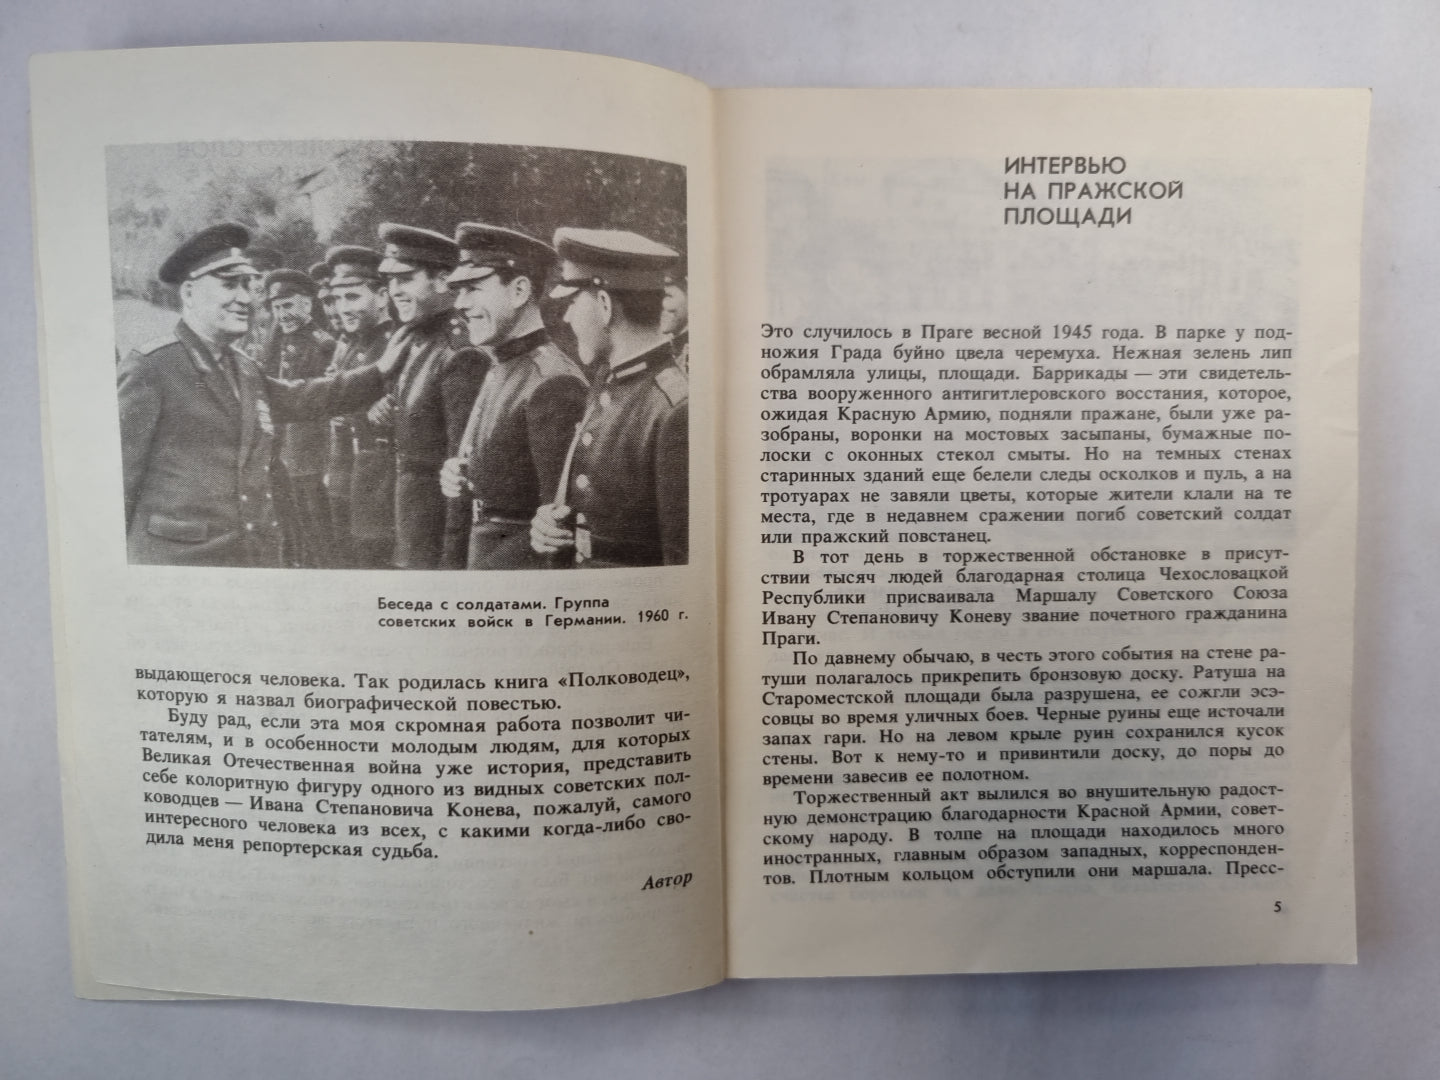 Беседа с солдатами. Группа
советских войск в Германии. 1960 г.
выдающегося человека. Так родилась книга «Полководец»,
которую я назвал биографической повестью.
Буду рад, если эта моя скромная работа позволит чи-
тателям, и в особенности молодым людям, для которых
Великая Отечественная война уже история, представить
себе колоритную фигуру одного из видных советских пол-
ководцев — Ивана Степановича Конева, пожалуй, самого
интересного человека из всех, с какими когда-либо сво-
дила меня репортерская судьба.
Автор
ИНТЕРВЬЮ
НА ПРАЖСКОЙ
ПЛОЩАДИ
Это случилось в Праге весной 1945 года. В парке у под-
ножия Града буйно цвела черемуха. Нежная зелень лип
обрамляла улицы, площади. Баррикады — эти свидетель-
ства вооруженного антигитлеровского восстания, которое,
ожидая Красную Армию, подняли пражане, были уже ра-
зобраны, воронки на мостовых засыпаны, бумажные по-
лоски с оконных стекол смыты. Но на темных стенах
старинных зданий еще белели следы осколков и пуль, а на
тротуарах не завяли цветы, которые жители клали на те
места, где в недавнем сражении погиб советский солдат
или пражский повстанец.
В тот день в торжественной обстановке в присут-
ствии тысяч людей благодарная столица Чехословацкой
Республики присваивала Маршалу Советского Союза
Ивану Степановичу Коневу звание почетного гражданина
Праги.
По давнему обычаю, в честь этого события на стене ра-
туши полагалось прикрепить бронзовую доску. Ратуша на
Староместской площади была разрушена, ее сожгли эсэ-
совцы во время уличных боев. Черные руины еще источали
запах гари. Но на левом крыле руин сохранился кусок
стены. Вот к нему-то и привинтили доску, до поры до
времени завесив ее полотном.
Торжественный акт вылился во внушительную радост-
ную демонстрацию благодарности Красной Армии, совет-
скому народу. В толпе на площади находилось много
иностранных, главным образом западных, корреспонден-
тов. Плотным кольцом обступили они маршала. Пресс-
5